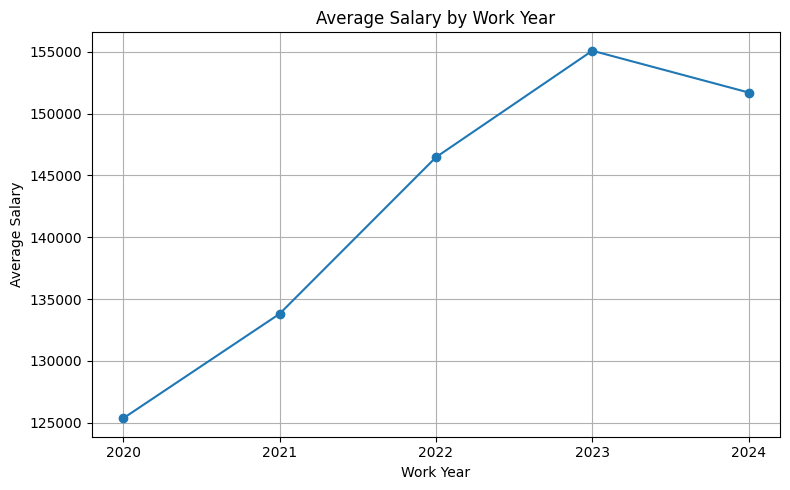 Average Salary by Work Year
Average Salary
155000
150000
145000
140000
135000
130000
125000
2020 2021 2022 2023 2024
Work Year